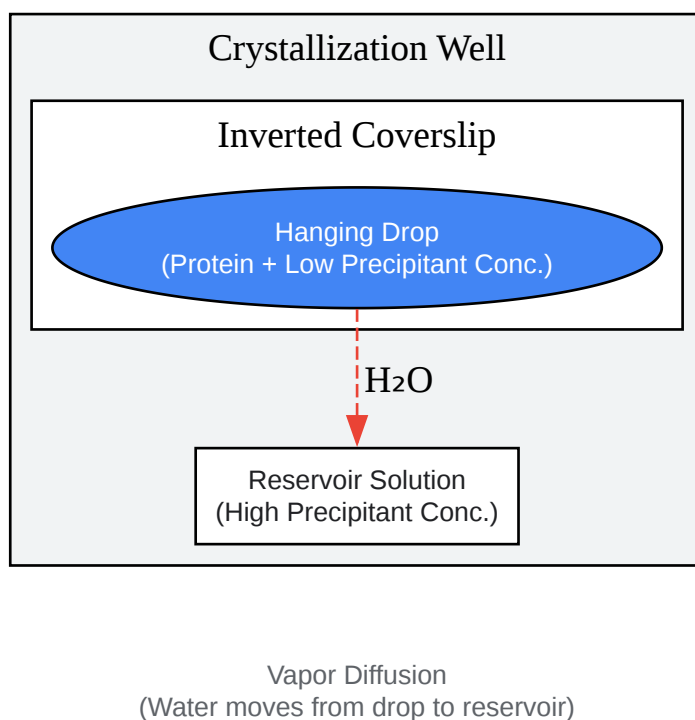 Crystallization Well
Inverted Coverslip
Hanging Drop
(Protein + Low Precipitant Conc.)
H₂O
Reservoir Solution
(High Precipitant Conc.)
Vapor Diffusion
(Water moves from drop to reservoir)